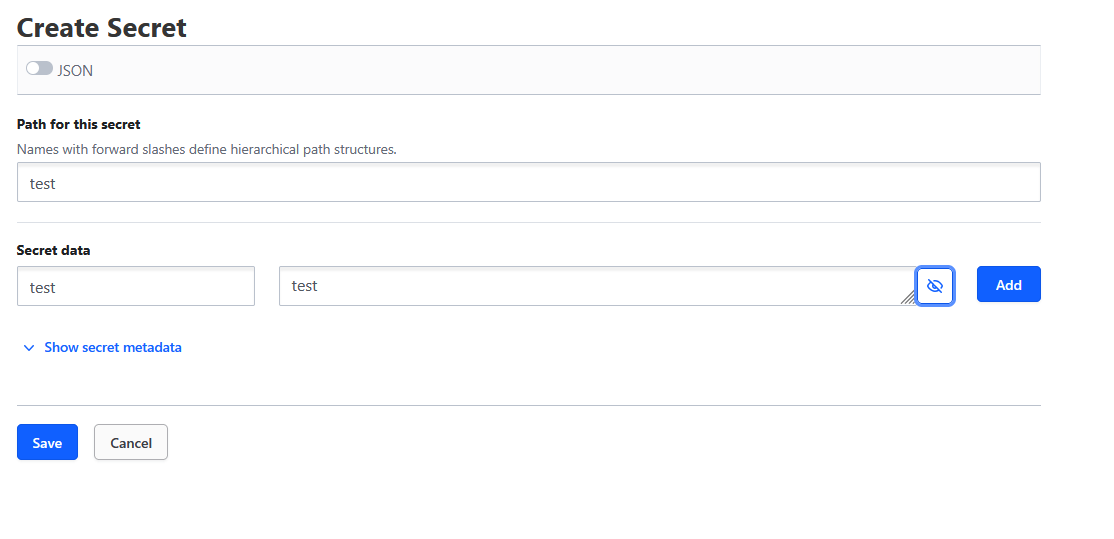 Create Secret
JSON
Path for this secret
Names with forward slashes define hierarchical path structures.
test
Secret data
test test Add
Show secret metadata
Save Cancel